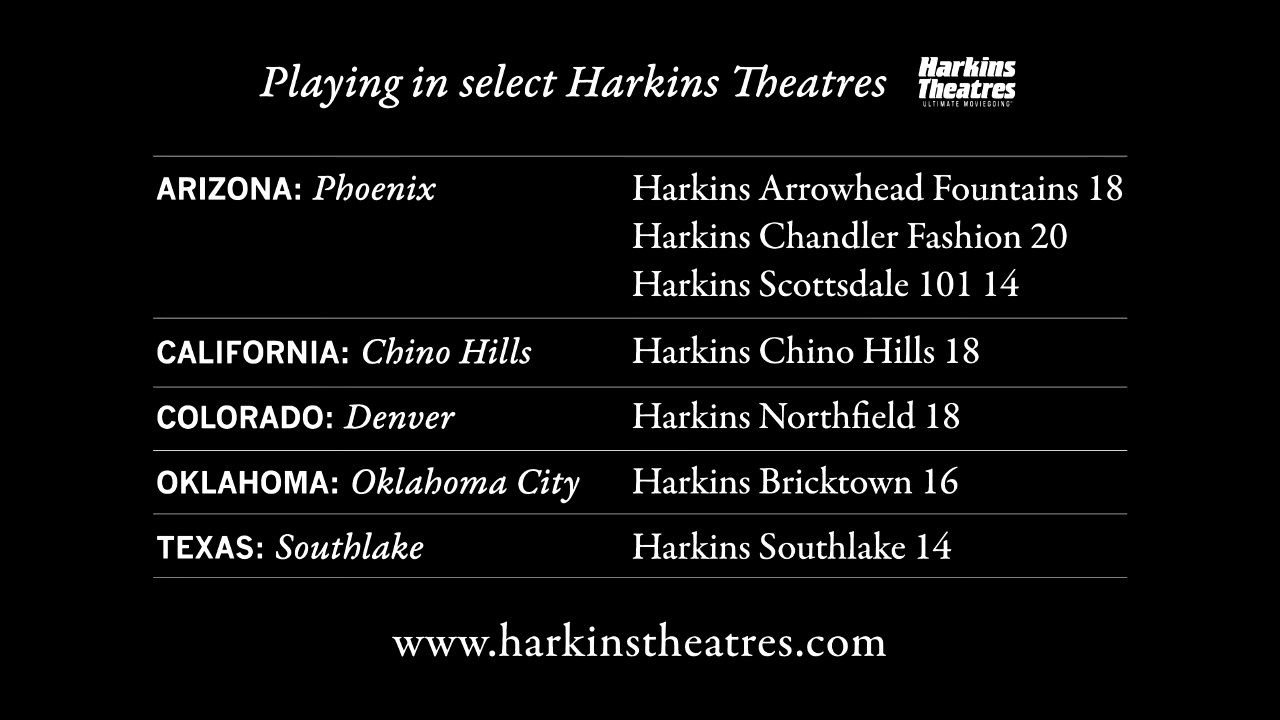 Playing in select Harkins Theatres
Harkins
Theatres
ULTIMATE MOVIEGOING
ARIZONA: Phoenix Harkins Arrowhead Fountains 18
Harkins Chandler Fashion 20
Harkins Scottsdale 101 14
CALIFORNIA: Chino Hills Harkins Chino Hills 18
COLORADO: Denver Harkins Northfield 18
OKLAHOMA: Oklahoma City Harkins Bricktown 16
TEXAS: Southlake Harkins Southlake 14
www.harkinstheatres.com